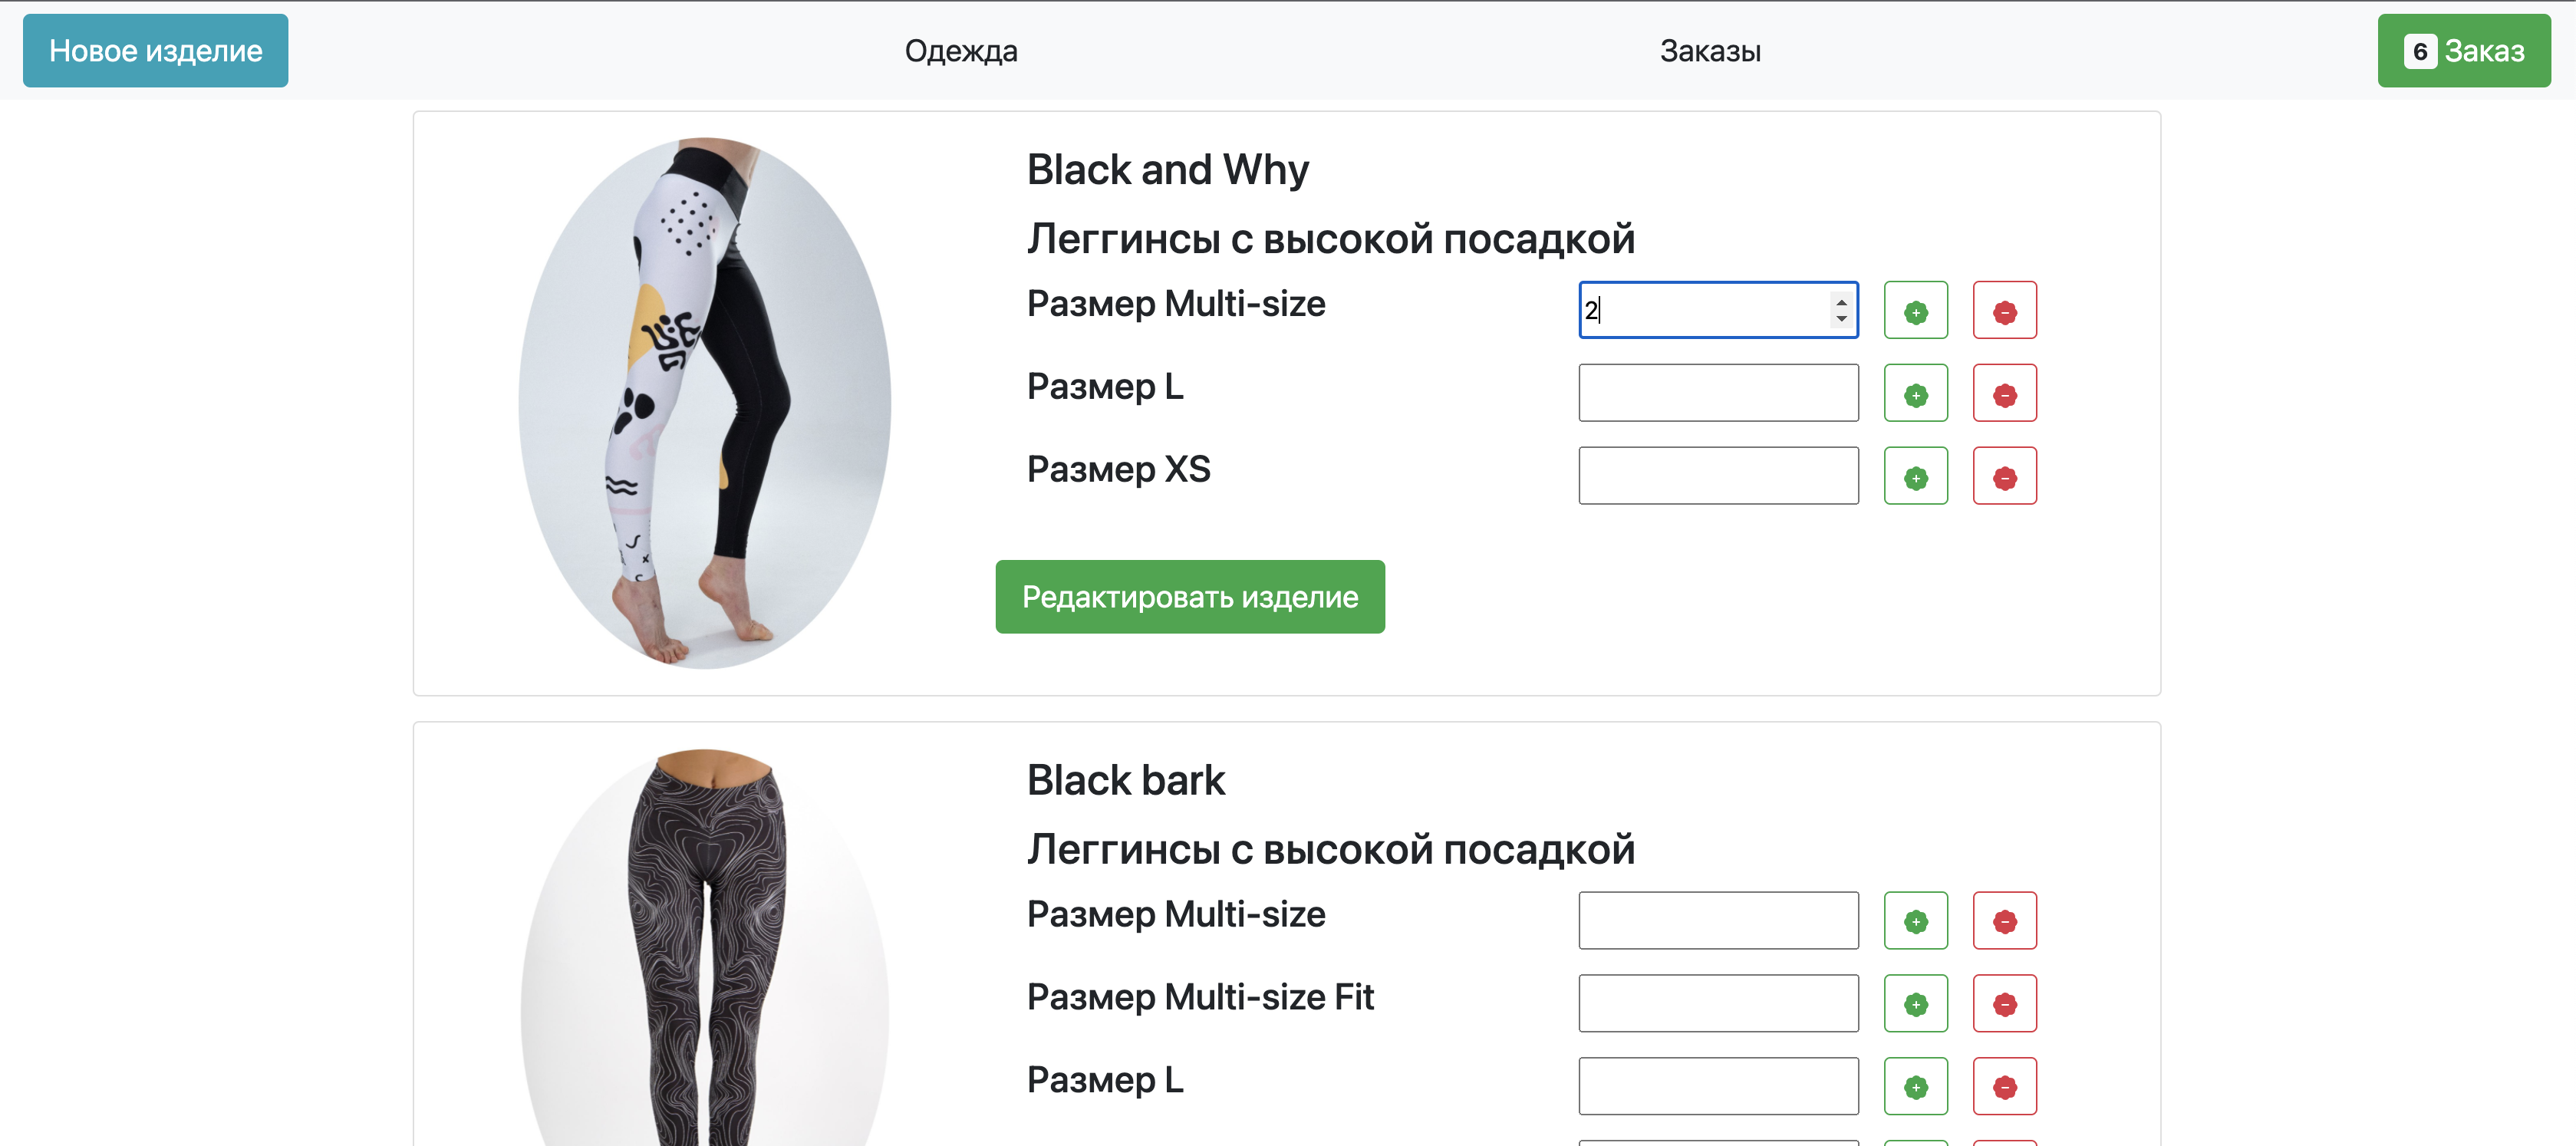 Новое изделие
Одежда
Заказы
6 Заказ
Black and Why
Леггинсы с высокой посадкой
Размер Multi-size
2
Размер L
Размер XS
Редактировать изделие
Black bark
Леггинсы с высокой посадкой
Размер Multi-size
Размер Multi-size Fit
Размер L